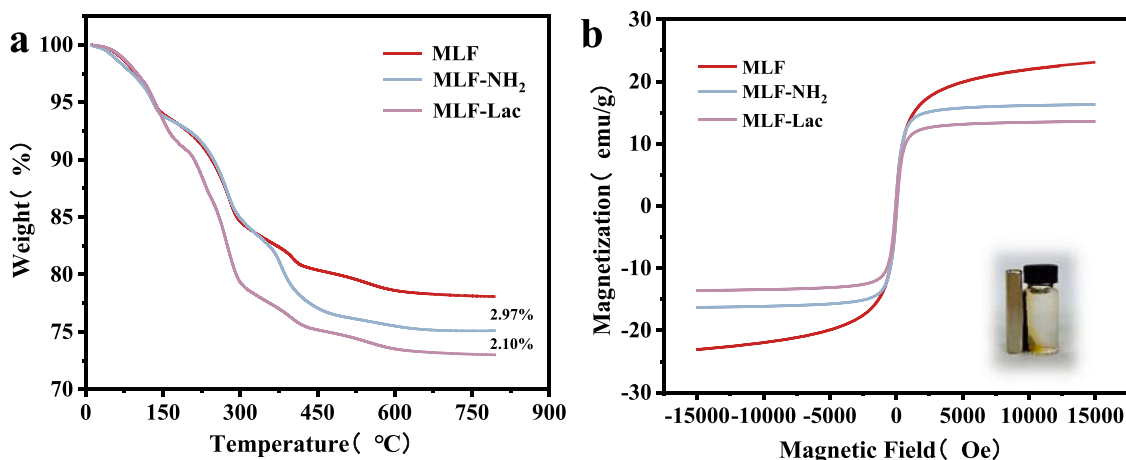 a
100
95
90
85
80
75
70
Weight( %)
MLF
MLF-NH₂
MLF-Lac
2.97%
2.10%
0
150
300
450
600
750
900
Temperature( °C)
b
30
20
10
0
-10
-20
-30
Magnetization( emu/g)
MLF
MLF-NH₂
MLF-Lac
-15000
-10000
-5000
0
5000
10000
15000
Magnetic Field( Oe)